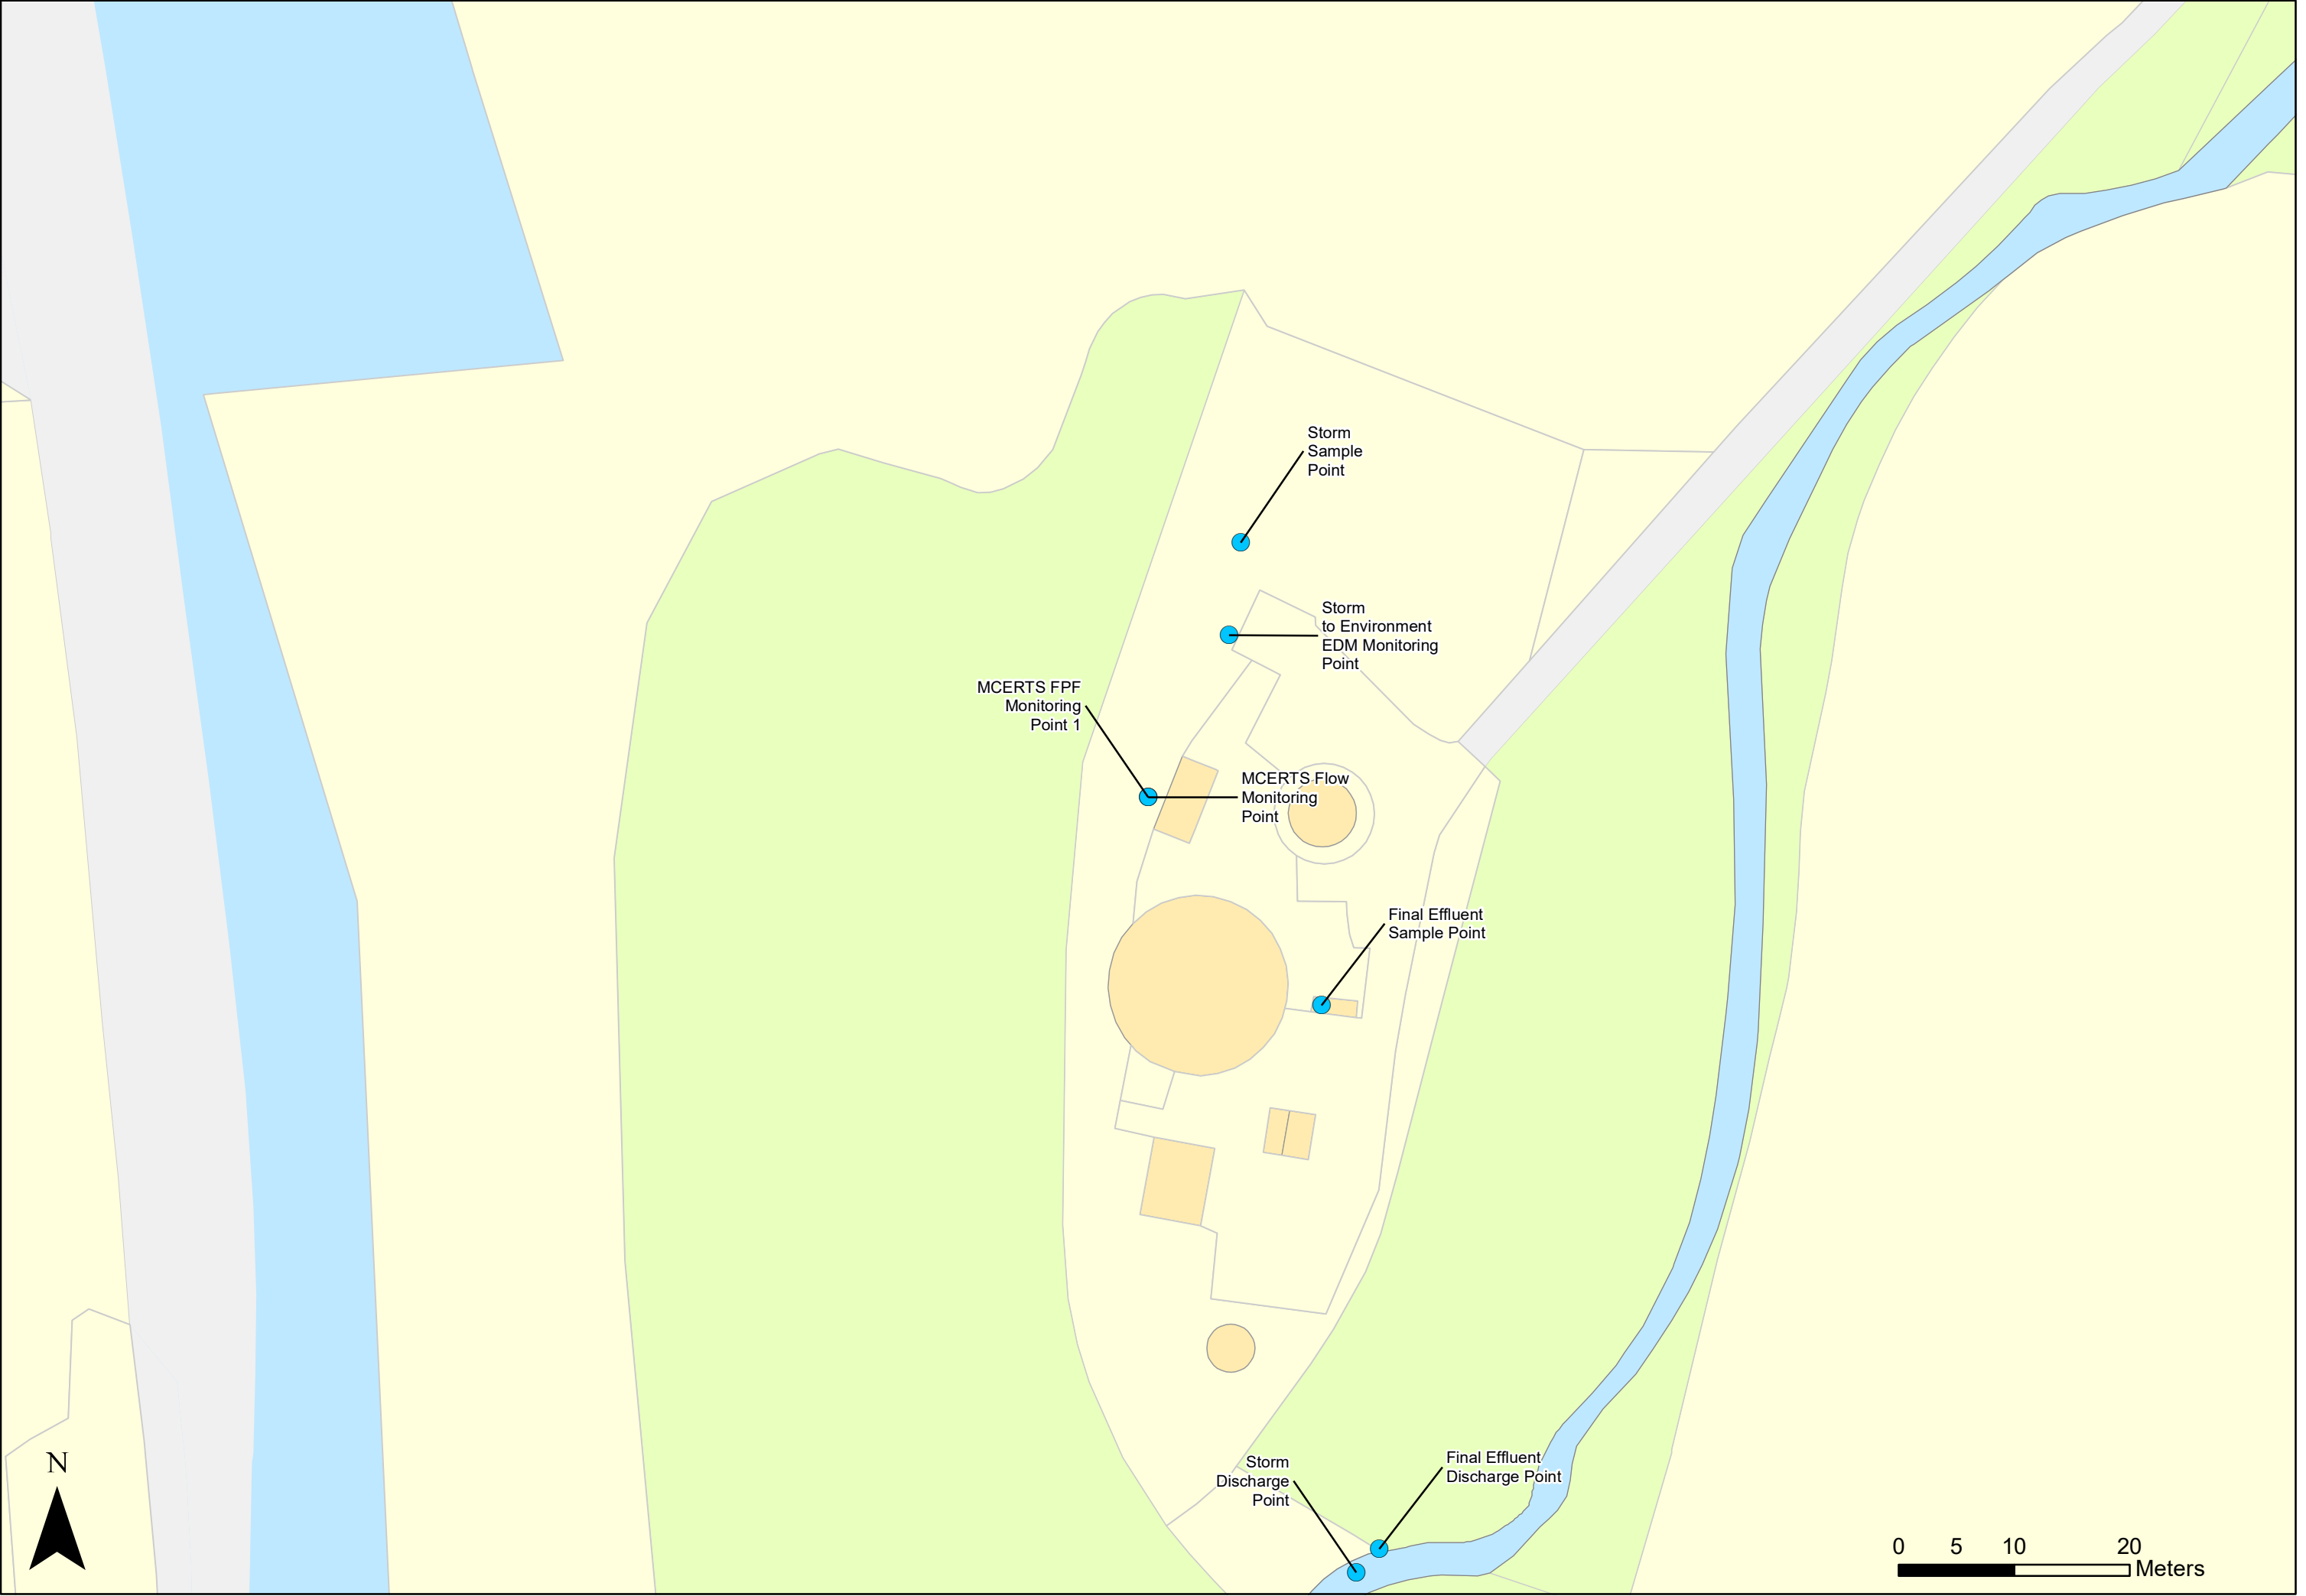 Storm
Sample
Point
Storm
to Environment
EDM Monitoring
Point
MCERTS FPF
Monitoring
Point 1
MCERTS Flow
Monitoring
Point
Final Effluent
Sample Point
Storm
Discharge
Point
Final Effluent
Discharge Point
N
0 5 10 20
Meters